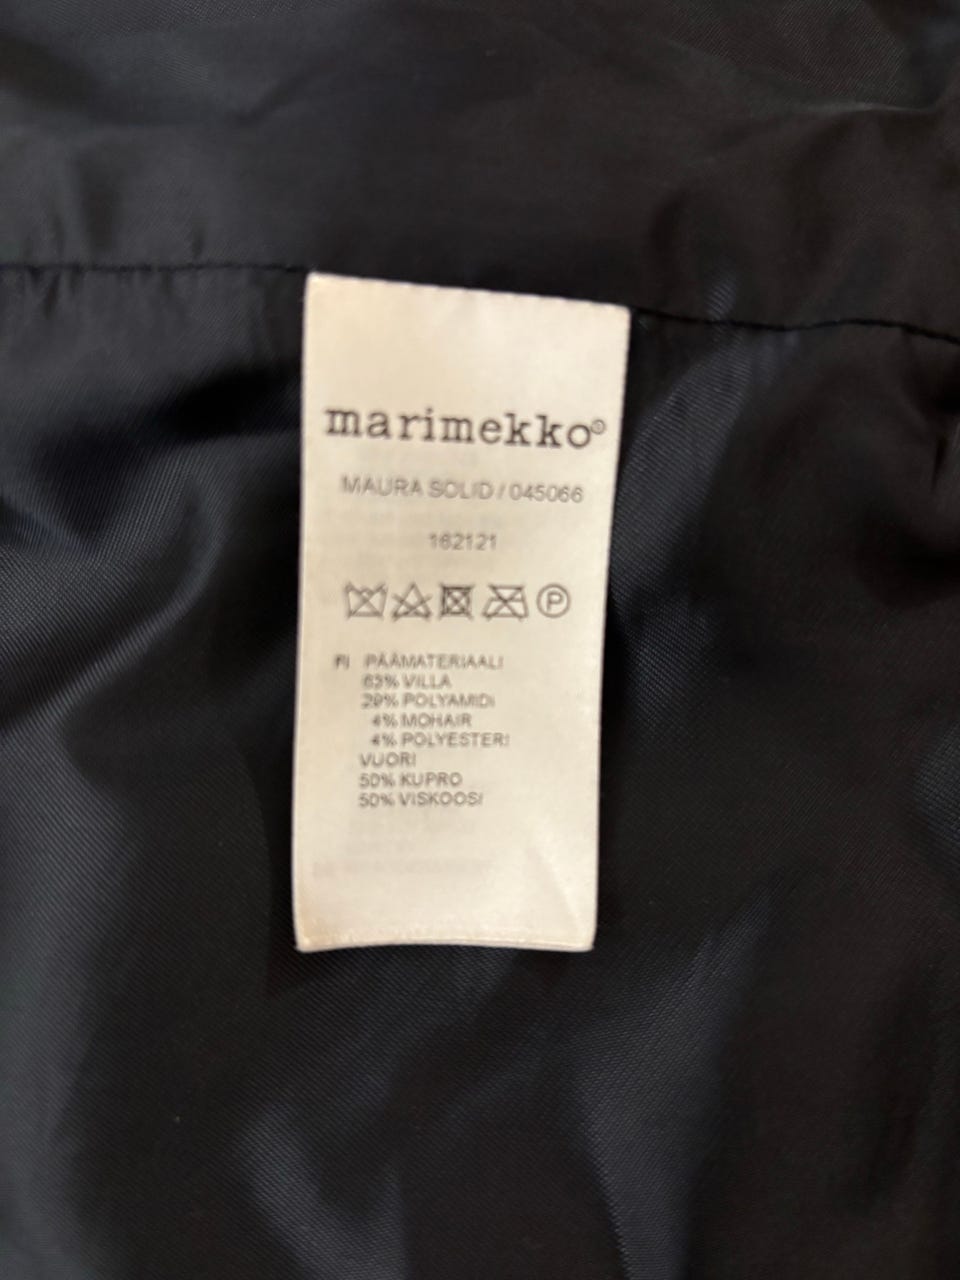 marimekko®
MAURA SOLID / 045066
162121
P
FI PÄÄMATERIAALI
63% VILLA
29% POLYAMIDI
4% MOHAIR
4% POLYESTERI
VUORI
50% KUPRO
50% VISKOOSI